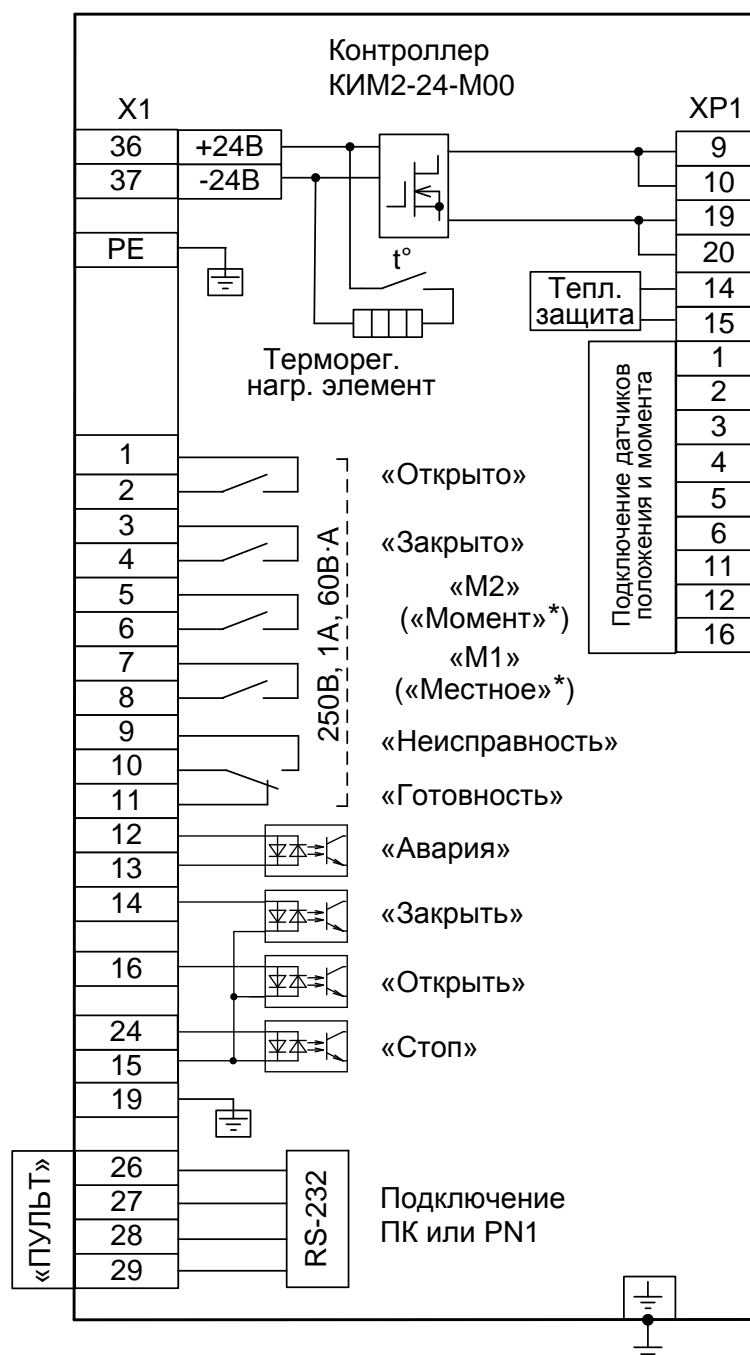 Контроллер
КИМ2-24-М00
X1
XP1
36
+24В
37
-24В
PE
9
10
19
20
14
15
1
2
3
4
5
6
11
12
16
t°
Тепл.
защита
Терморег.
нагр. элемент
Подключение датчиков
положения и момента
1
2
3
4
5
6
7
8
9
10
11
12
13
14
16
24
15
19
26
27
28
29
250В, 1А, 60В·А
«Открыто»
«Закрыто»
«М2»
(«Момент»*)
«М1»
(«Местное»*)
«Неисправность»
«Готовность»
«Авария»
«Закрыть»
«Открыть»
«Стоп»
«ПУЛЬТ»
RS-232
Подключение
ПК или PN1